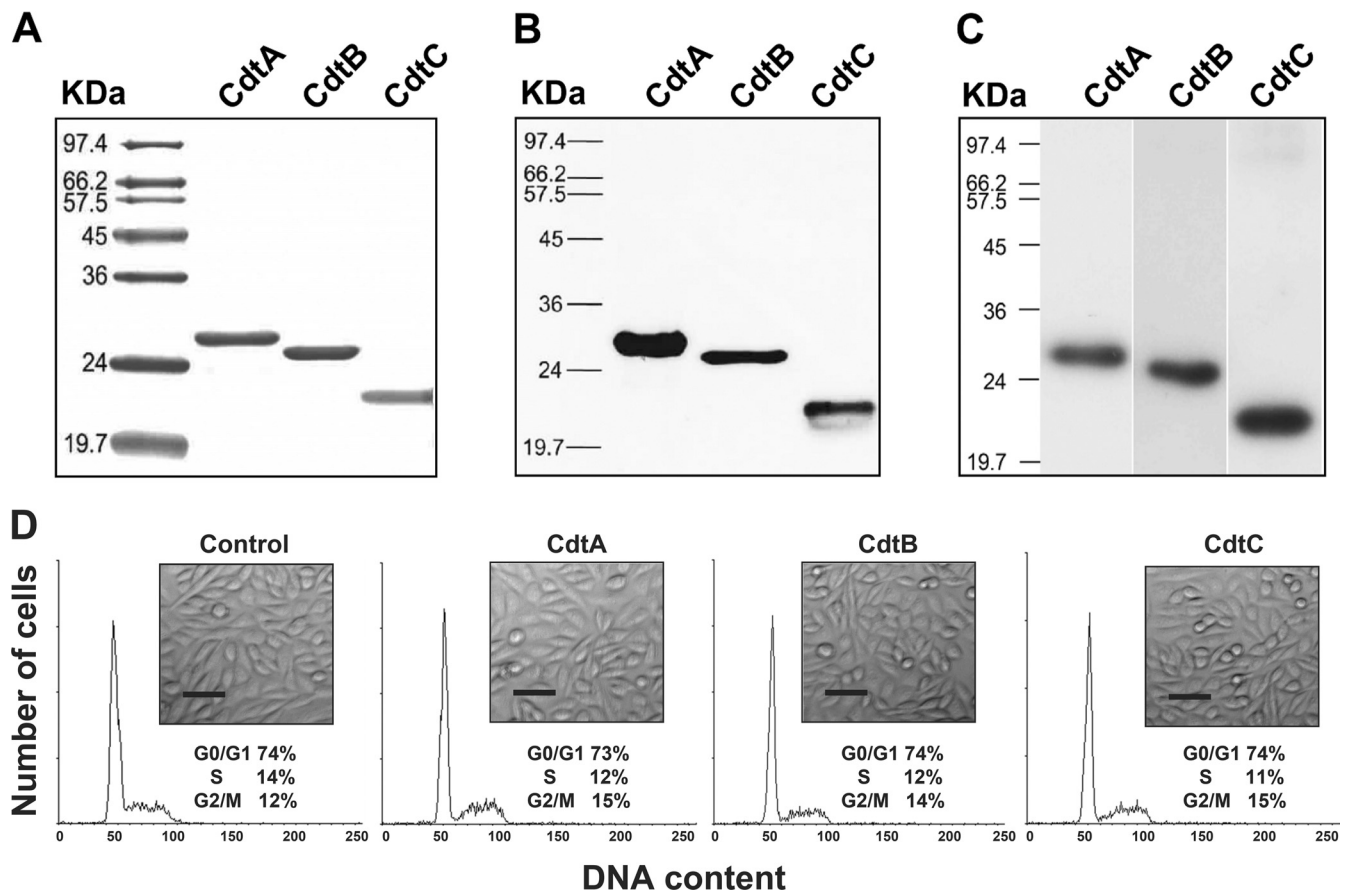 A
B
C
KDa
CdtA
CdtB
CdtC
KDa
CdtA
CdtB
CdtC
KDa
CdtA
CdtB
CdtC
97.4
66.2
57.5
45
36
24
19.7
97.4
66.2
57.5
45
36
24
19.7
97.4
66.2
57.5
45
36
24
19.7
D
Number of cells
Control
G0/G1 74%
S 14%
G2/M 12%
0 50 100 150 200 250
CdtA
G0/G1 73%
S 12%
G2/M 15%
0 50 100 150 200 250
CdtB
G0/G1 74%
S 12%
G2/M 14%
0 50 100 150 200 250
CdtC
G0/G1 74%
S 11%
G2/M 15%
0 50 100 150 200 250
DNA content